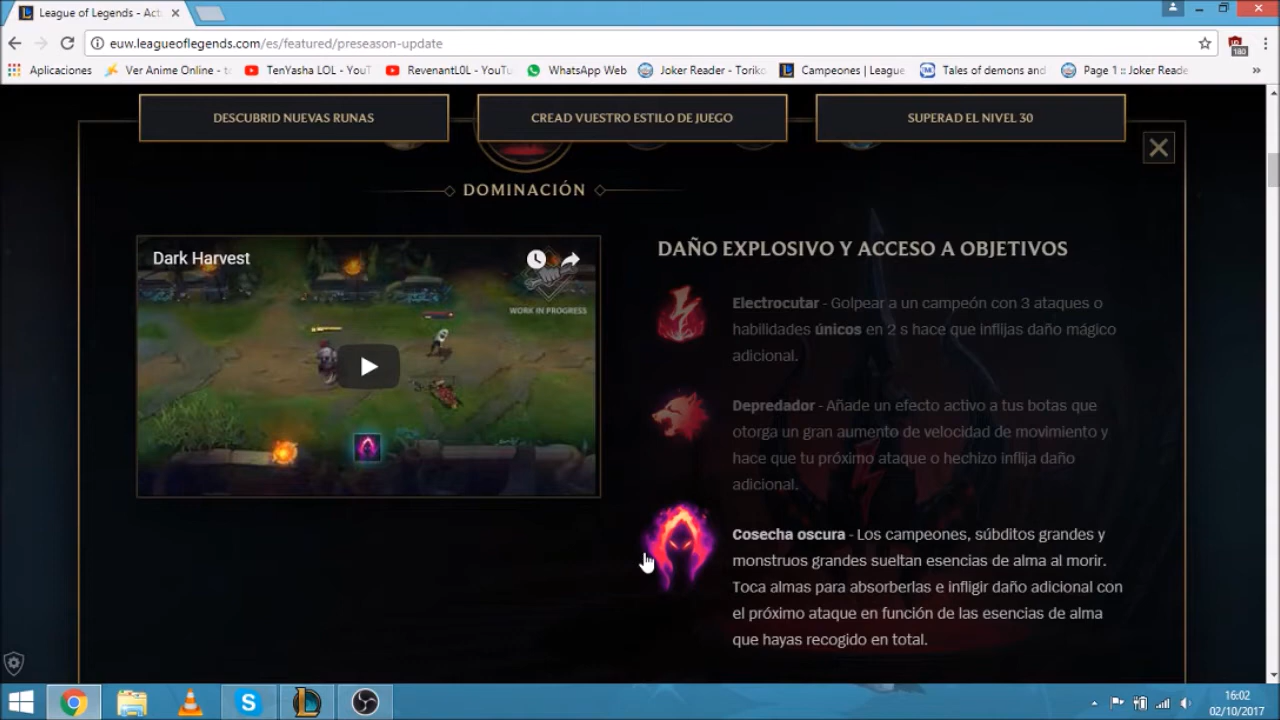 League of Legends - Act
euw.leagueoflegends.com/es/featured/preseason-update
180
Aplicaciones
Ver Anime Online - to
TenYasha LOL - YouT
RevenantL0L - YouTu
WhatsApp Web
Joker Reader - Toriko
Campeones | League
Tales of demons and
Page 1 :: Joker Reade
»
DESCUBRID NUEVAS RUNAS
CREAD VUESTRO ESTILO DE JUEGO
SUPERAD EL NIVEL 30
DOMINACIÓN
Dark Harvest
WORK IN PROGRESS
DAÑO EXPLOSIVO Y ACCESO A OBJETIVOS
Electrocutar - Golpear a un campeón con 3 ataques o
habilidades únicos en 2 s hace que inflijas daño mágico
adicional.
Depredador - Añade un efecto activo a tus botas que
otorga un gran aumento de velocidad de movimiento y
hace que tu próximo ataque o hechizo inflija daño
adicional.
Cosecha oscura - Los campeones, súbditos grandes y
monstruos grandes sueltan esencias de alma al morir.
Toca almas para absorberlas e infligir daño adicional con
el próximo ataque en función de las esencias de alma
que hayas recogido en total.
16:02
02/10/2017